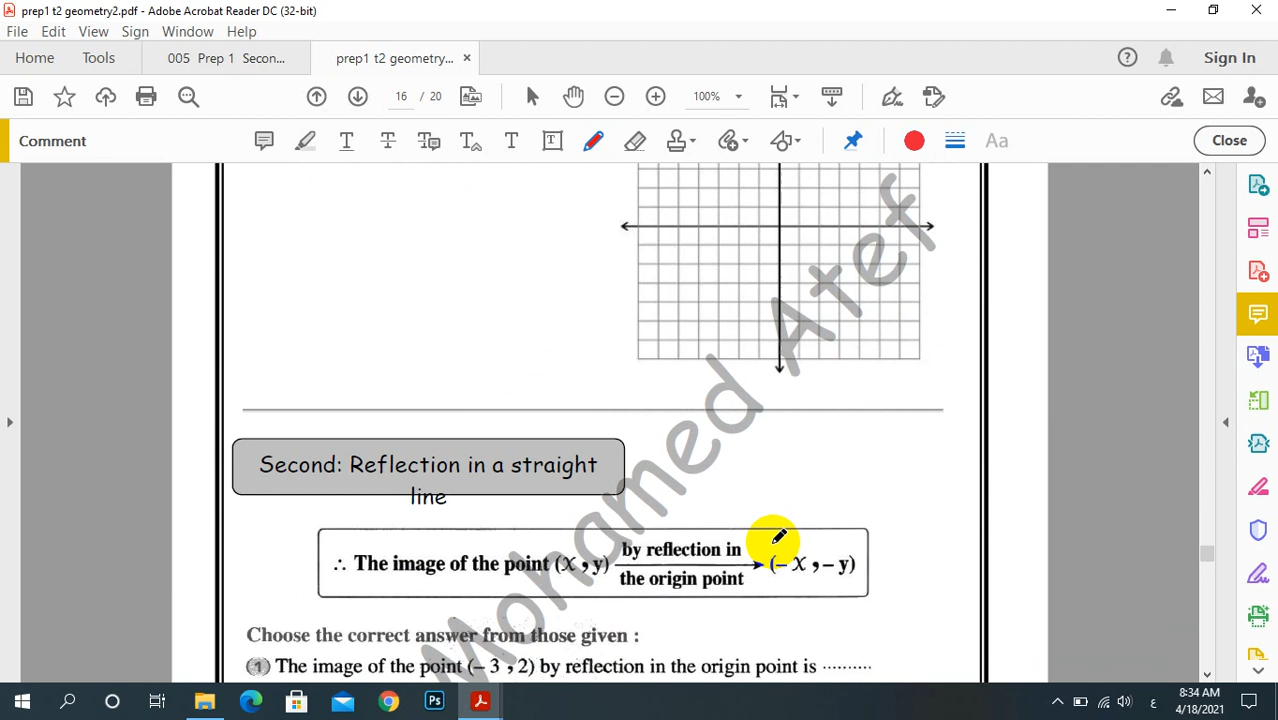 prep1 t2 geometry2.pdf - Adobe Acrobat Reader DC (32-bit)
File Edit View Sign Window Help
Home Tools 005 Prep 1 Secon... prep1 t2 geometry... × Sign In
16 / 20 100%
Comment Aa Close
Second: Reflection in a straight
line
by reflection in
∴ The image of the point (x , y) (– x , – y)
the origin point
Choose the correct answer from those given :
1 The image of the point (– 3 , 2) by reflection in the origin point is ..........
Mohamed Atef
Ps ع 8:34 AM
4/18/2021